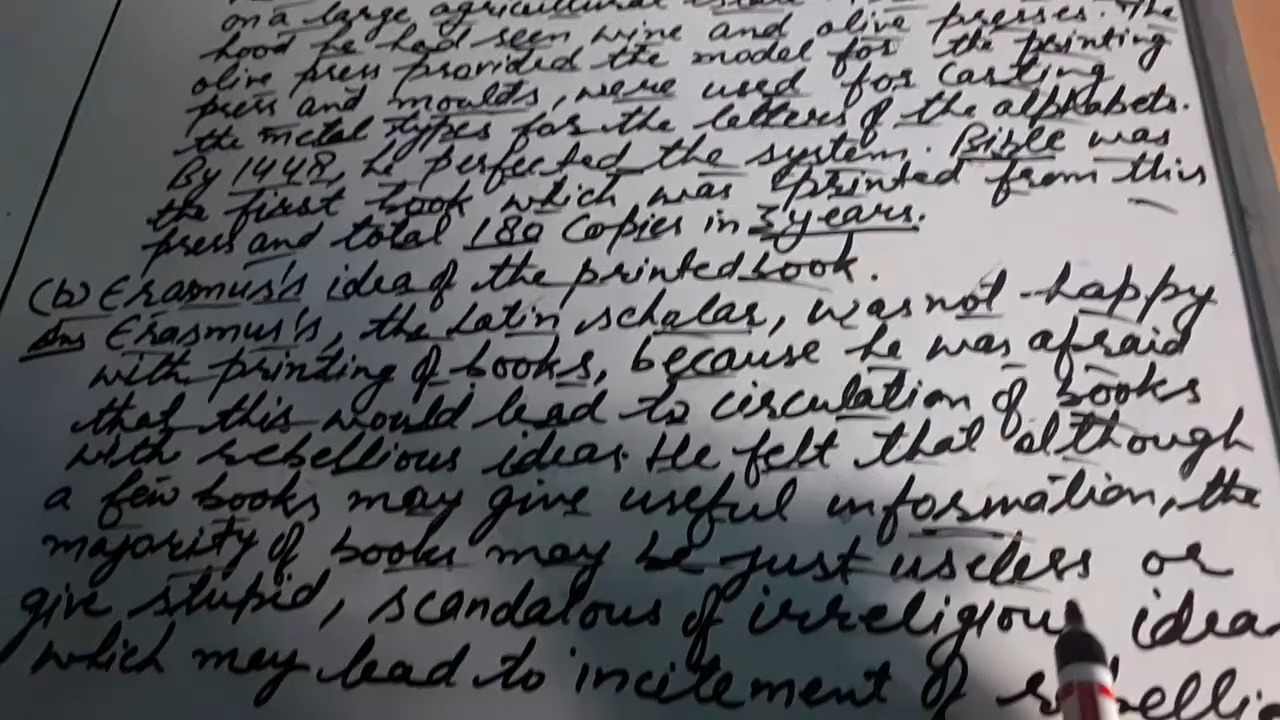 on a large agricultural estate
hood he had seen wine and olive presses. The
olive press provided the model for the printing
press and moulds, were used for casting
the metal types for the letters of the alphabets.
By 1448, he perfected the system. Bible was
the first book which was printed from this
press and total 180 Copies in 3 years.
(b) Erasmus's idea of the printed book.
Ans Erasmus's, the Latin scholar, was not happy
with printing of books, because he was afraid
that this would lead to circulation of books
with rebellious ideas. He felt that although
a few books may give useful information, the
majority of books may be just useless or
give stupid, scandalous of irreligious idea
which may lead to incitement of